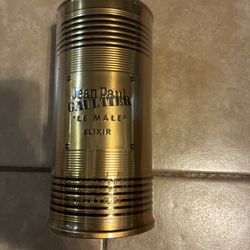 Jean Paul
GAULTIER
"LE MALE"
ELIXIR